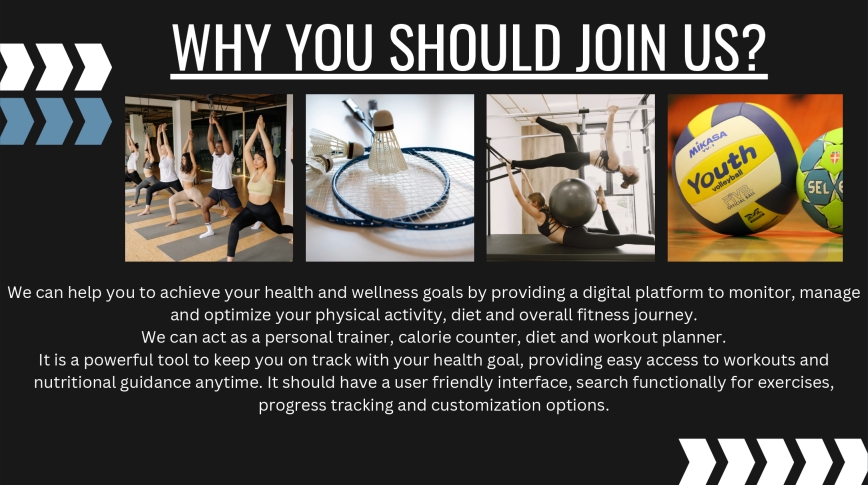 WHY YOU SHOULD JOIN US?
MIKASA
Youth
volleyball
OFFICIAL BALL
SELE
We can help you to achieve your health and wellness goals by providing a digital platform to monitor, manage
and optimize your physical activity, diet and overall fitness journey.
We can act as a personal trainer, calorie counter, diet and workout planner.
It is a powerful tool to keep you on track with your health goal, providing easy access to workouts and
nutritional guidance anytime. It should have a user friendly interface, search functionally for exercises,
progress tracking and customization options.